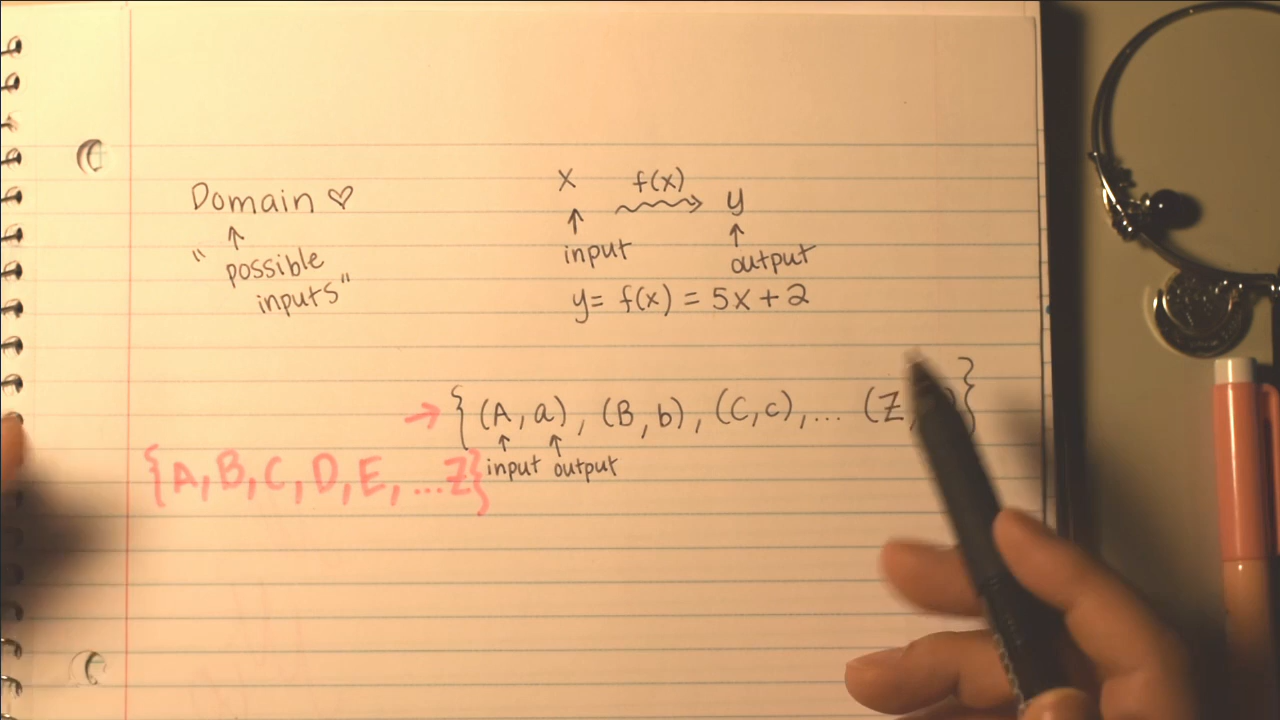 Domain ♡
↑
" possible
inputs"
x f(x) y
↑ ↑
input output
y= f(x) = 5x+2
→ {(A,a), (B,b), (C,c),... (Z, }
↑ ↑
input output
{A,B,C,D,E,...Z}